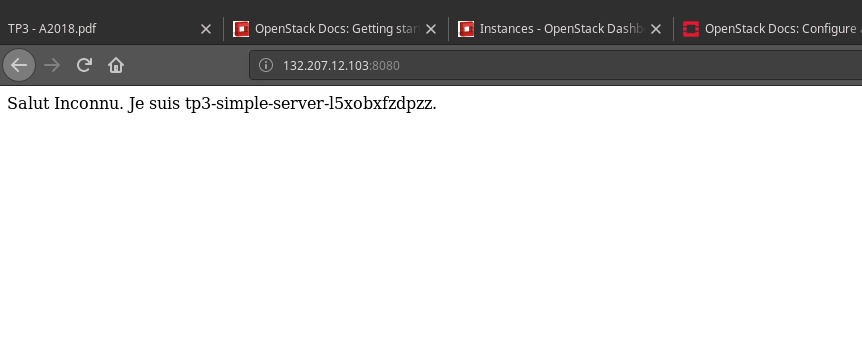 TP3 - A2018.pdf
OpenStack Docs: Getting star
Instances - OpenStack Dashb
OpenStack Docs: Configure
132.207.12.103:8080
Salut Inconnu. Je suis tp3-simple-server-l5xobxfzdpzz.